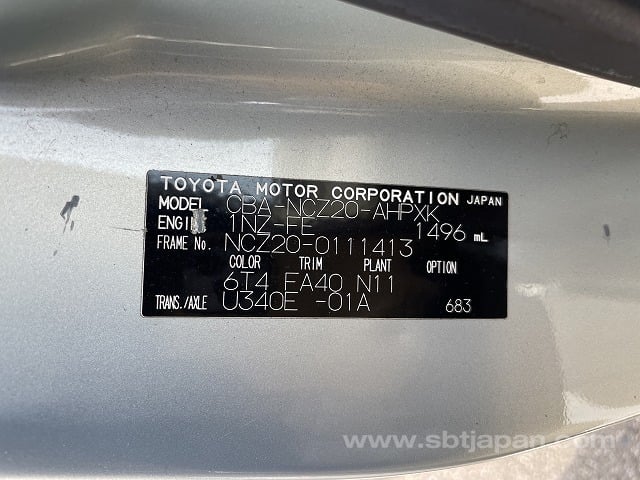 TOYOTA MOTOR CORPORATION JAPAN
MODEL CBA-NCZ20-AHPXK
ENGINE 1NZ-FE 1496 mL
FRAME No. NCZ20-0111413
COLOR TRIM PLANT OPTION
6T4 FA40 N11
TRANS./AXLE U340E -01A 683
www.sbtjapan.com